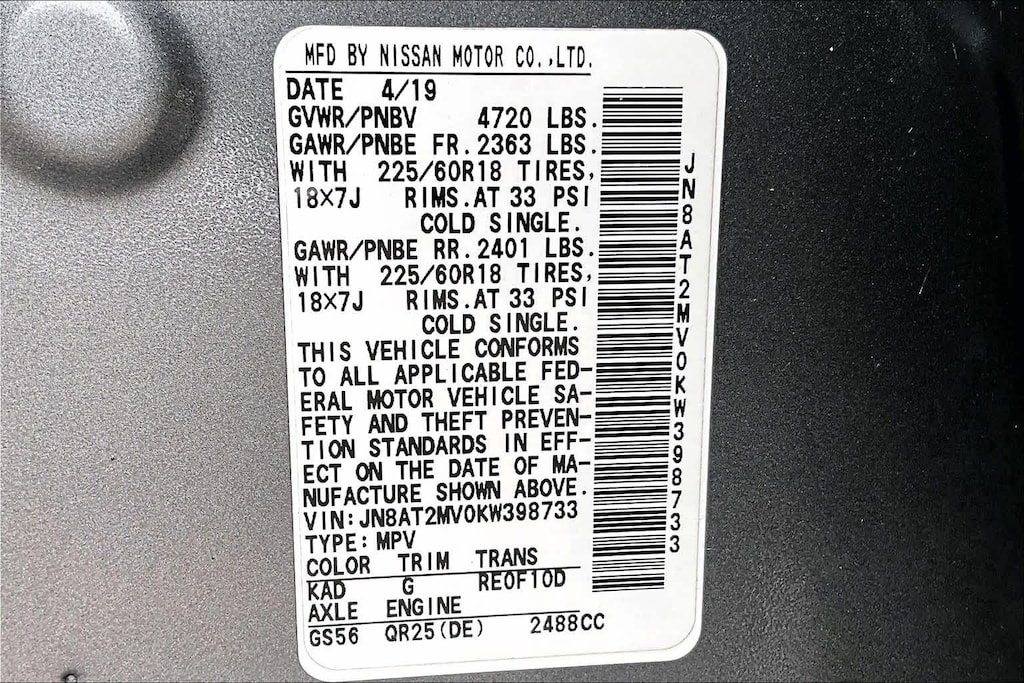 MFD BY NISSAN MOTOR CO.,LTD.
DATE 4/19
GVWR/PNBV 4720 LBS.
GAWR/PNBE FR.2363 LBS.
WITH 225/60R18 TIRES,
18×7J RIMS.AT 33 PSI
COLD SINGLE.
GAWR/PNBE RR.2401 LBS.
WITH 225/60R18 TIRES,
18×7J RIMS.AT 33 PSI
COLD SINGLE.
THIS VEHICLE CONFORMS
TO ALL APPLICABLE FED-
ERAL MOTOR VEHICLE SA-
FETY AND THEFT PREVEN-
TION STANDARDS IN EFF-
ECT ON THE DATE OF MA-
NUFACTURE SHOWN ABOVE.
VIN:JN8AT2MV0KW398733
TYPE:MPV
COLOR TRIM TRANS
KAD G RE0F10D
AXLE ENGINE
GS56 QR25(DE) 2488CC
JN8AT2MV0KW398733